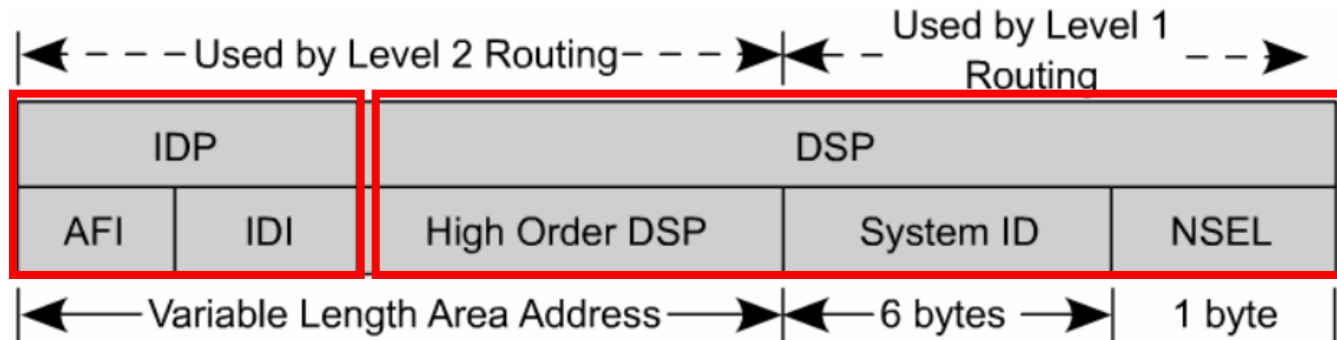 Used by Level 2 Routing
Used by Level 1
Routing
IDP
DSP
AFI
IDI
High Order DSP
System ID
NSEL
Variable Length Area Address
6 bytes
1 byte